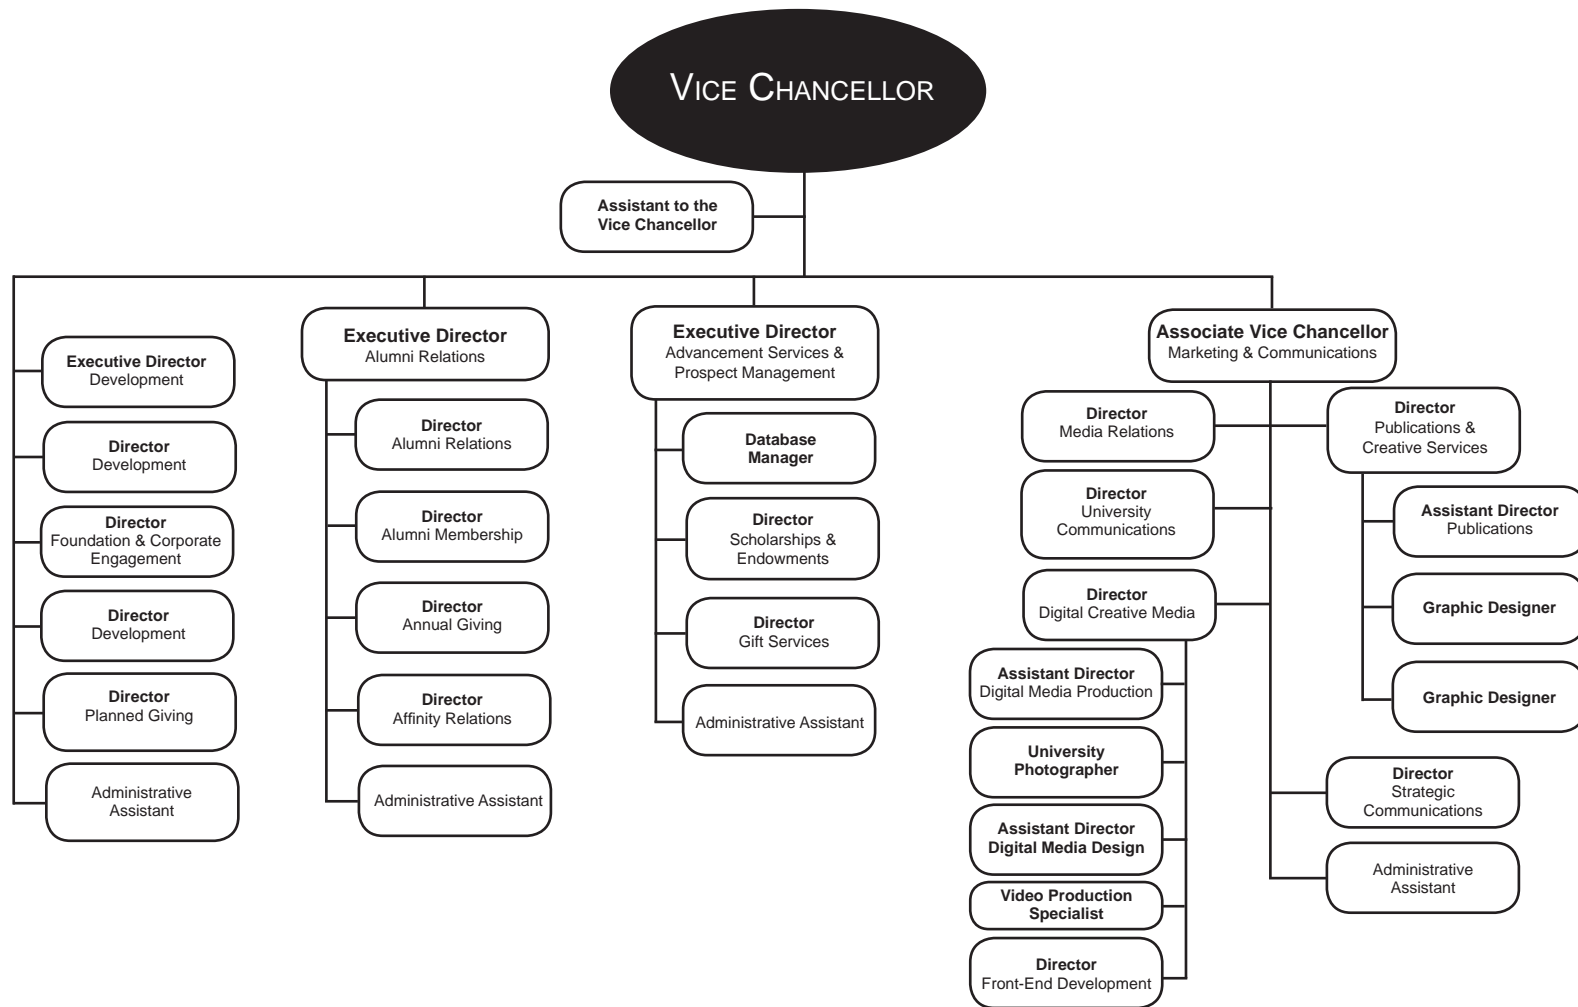 VICE CHANCELLOR
Assistant to the
Vice Chancellor
Executive Director
Development
Director
Development
Director
Foundation & Corporate
Engagement
Director
Development
Director
Planned Giving
Administrative
Assistant
Executive Director
Alumni Relations
Director
Alumni Relations
Director
Alumni Membership
Director
Annual Giving
Director
Affinity Relations
Administrative Assistant
Executive Director
Advancement Services &
Prospect Management
Database
Manager
Director
Scholarships &
Endowments
Director
Gift Services
Administrative Assistant
Associate Vice Chancellor
Marketing & Communications
Director
Media Relations
Director
University
Communications
Director
Digital Creative Media
Assistant Director
Digital Media Production
University
Photographer
Assistant Director
Digital Media Design
Video Production
Specialist
Director
Front-End Development
Director
Publications &
Creative Services
Assistant Director
Publications
Graphic Designer
Graphic Designer
Director
Strategic
Communications
Administrative
Assistant